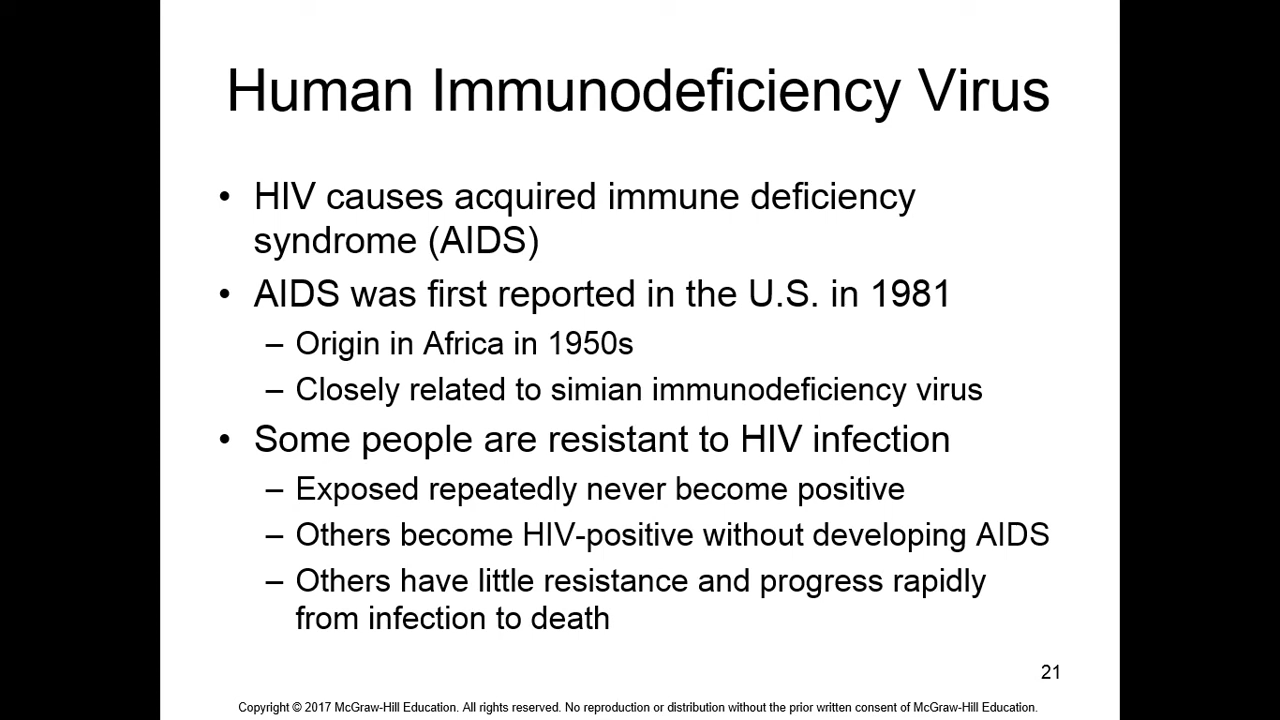 Human Immunodeficiency Virus
• HIV causes acquired immune deficiency
syndrome (AIDS)
• AIDS was first reported in the U.S. in 1981
– Origin in Africa in 1950s
– Closely related to simian immunodeficiency virus
• Some people are resistant to HIV infection
– Exposed repeatedly never become positive
– Others become HIV-positive without developing AIDS
– Others have little resistance and progress rapidly
from infection to death
21
Copyright © 2017 McGraw-Hill Education. All rights reserved. No reproduction or distribution without the prior written consent of McGraw-Hill Education.